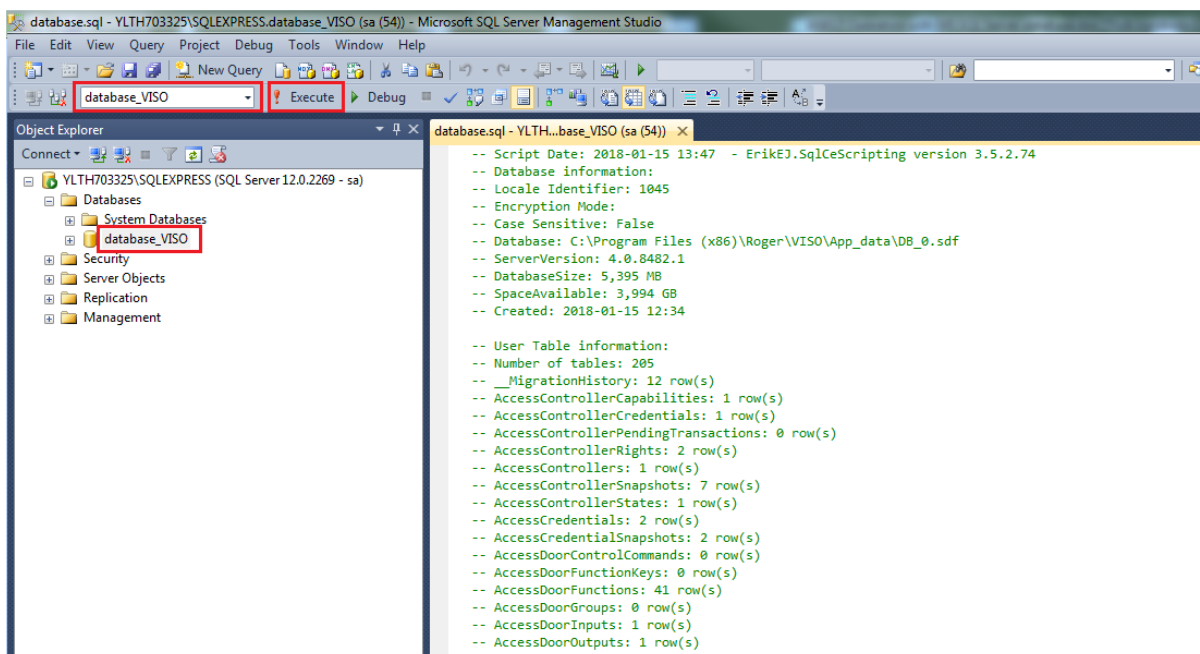 database.sql - YLTH703325\SQLEXPRESS.database_VISO (sa (54)) - Microsoft SQL Server Management Studio
File Edit View Query Project Debug Tools Window Help
New Query
database_VISO Execute Debug
Object Explorer
Connect
YLTH703325\SQLEXPRESS (SQL Server 12.0.2269 - sa)
Databases
System Databases
database_VISO
Security
Server Objects
Replication
Management
database.sql - YLTH...base_VISO (sa (54))
-- Script Date: 2018-01-15 13:47  - ErikEJ.SqlCeScripting version 3.5.2.74
-- Database information:
-- Locale Identifier: 1045
-- Encryption Mode:
-- Case Sensitive: False
-- Database: C:\Program Files (x86)\Roger\VISO\App_data\DB_0.sdf
-- ServerVersion: 4.0.8482.1
-- DatabaseSize: 5,395 MB
-- SpaceAvailable: 3,994 GB
-- Created: 2018-01-15 12:34
-- User Table information:
-- Number of tables: 205
-- __MigrationHistory: 12 row(s)
-- AccessControllerCapabilities: 1 row(s)
-- AccessControllerCredentials: 1 row(s)
-- AccessControllerPendingTransactions: 0 row(s)
-- AccessControllerRights: 2 row(s)
-- AccessControllers: 1 row(s)
-- AccessControllerSnapshots: 7 row(s)
-- AccessControllerStates: 1 row(s)
-- AccessCredentials: 2 row(s)
-- AccessCredentialSnapshots: 2 row(s)
-- AccessDoorControlCommands: 0 row(s)
-- AccessDoorFunctionKeys: 0 row(s)
-- AccessDoorFunctions: 41 row(s)
-- AccessDoorGroups: 0 row(s)
-- AccessDoorInputs: 1 row(s)
-- AccessDoorOutputs: 1 row(s)